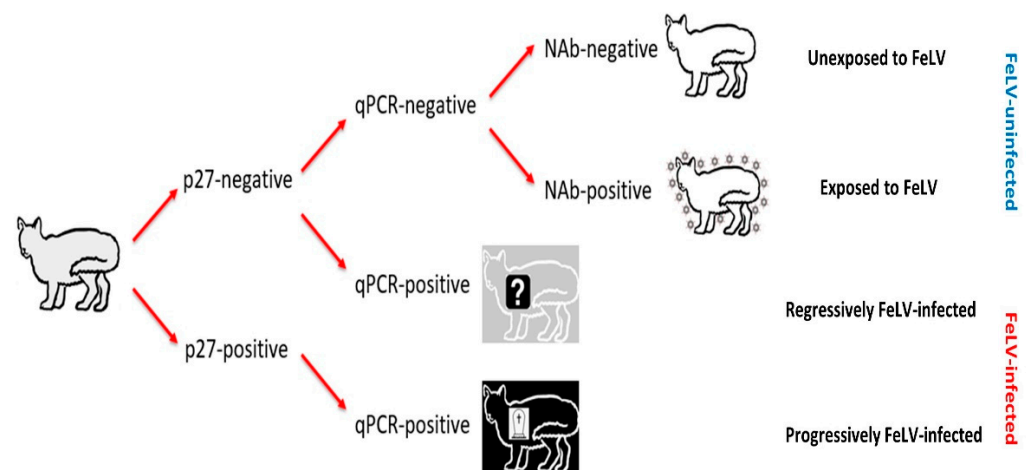 NAb-negative
Unexposed to FeLV
qPCR-negative
p27-negative
NAb-positive
Exposed to FeLV
FeLV-uninfected
qPCR-positive
?
Regressively FeLV-infected
p27-positive
qPCR-positive
Progressively FeLV-infected
FeLV-infected